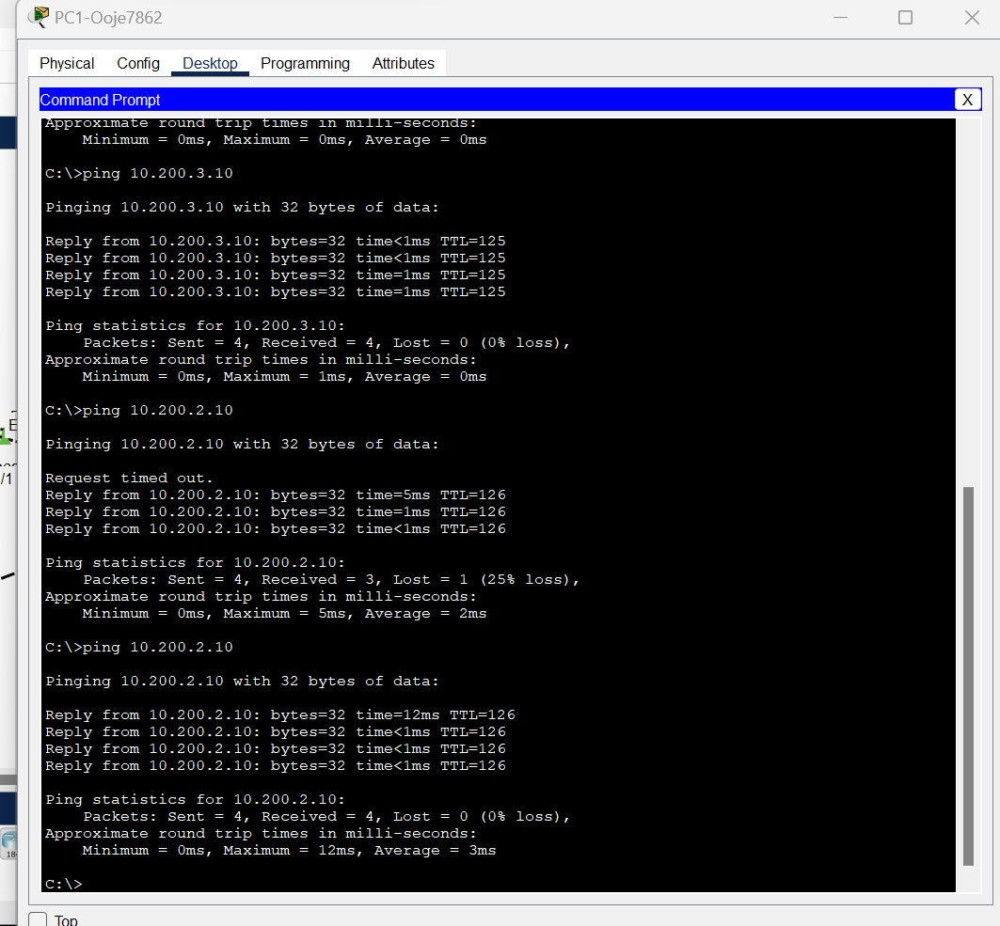 PC1-Ooje7862
Physical Config Desktop Programming Attributes
Command Prompt X
Approximate round trip times in milli-seconds:
    Minimum = 0ms, Maximum = 0ms, Average = 0ms
C:\>ping 10.200.3.10
Pinging 10.200.3.10 with 32 bytes of data:
Reply from 10.200.3.10: bytes=32 time<1ms TTL=125
Reply from 10.200.3.10: bytes=32 time<1ms TTL=125
Reply from 10.200.3.10: bytes=32 time=1ms TTL=125
Reply from 10.200.3.10: bytes=32 time=1ms TTL=125
Ping statistics for 10.200.3.10:
    Packets: Sent = 4, Received = 4, Lost = 0 (0% loss),
Approximate round trip times in milli-seconds:
    Minimum = 0ms, Maximum = 1ms, Average = 0ms
C:\>ping 10.200.2.10
Pinging 10.200.2.10 with 32 bytes of data:
Request timed out.
Reply from 10.200.2.10: bytes=32 time=5ms TTL=126
Reply from 10.200.2.10: bytes=32 time=1ms TTL=126
Reply from 10.200.2.10: bytes=32 time<1ms TTL=126
Ping statistics for 10.200.2.10:
    Packets: Sent = 4, Received = 3, Lost = 1 (25% loss),
Approximate round trip times in milli-seconds:
    Minimum = 0ms, Maximum = 5ms, Average = 2ms
C:\>ping 10.200.2.10
Pinging 10.200.2.10 with 32 bytes of data:
Reply from 10.200.2.10: bytes=32 time=12ms TTL=126
Reply from 10.200.2.10: bytes=32 time<1ms TTL=126
Reply from 10.200.2.10: bytes=32 time<1ms TTL=126
Reply from 10.200.2.10: bytes=32 time<1ms TTL=126
Ping statistics for 10.200.2.10:
    Packets: Sent = 4, Received = 4, Lost = 0 (0% loss),
Approximate round trip times in milli-seconds:
    Minimum = 0ms, Maximum = 12ms, Average = 3ms
C:\>
Top
/1